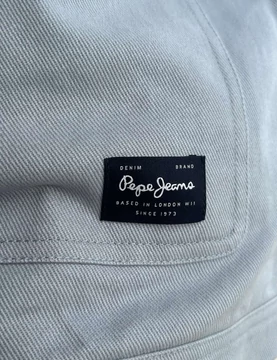 DENIM BRAND
Pepe Jeans
BASED IN LONDON W11
SINCE 1973